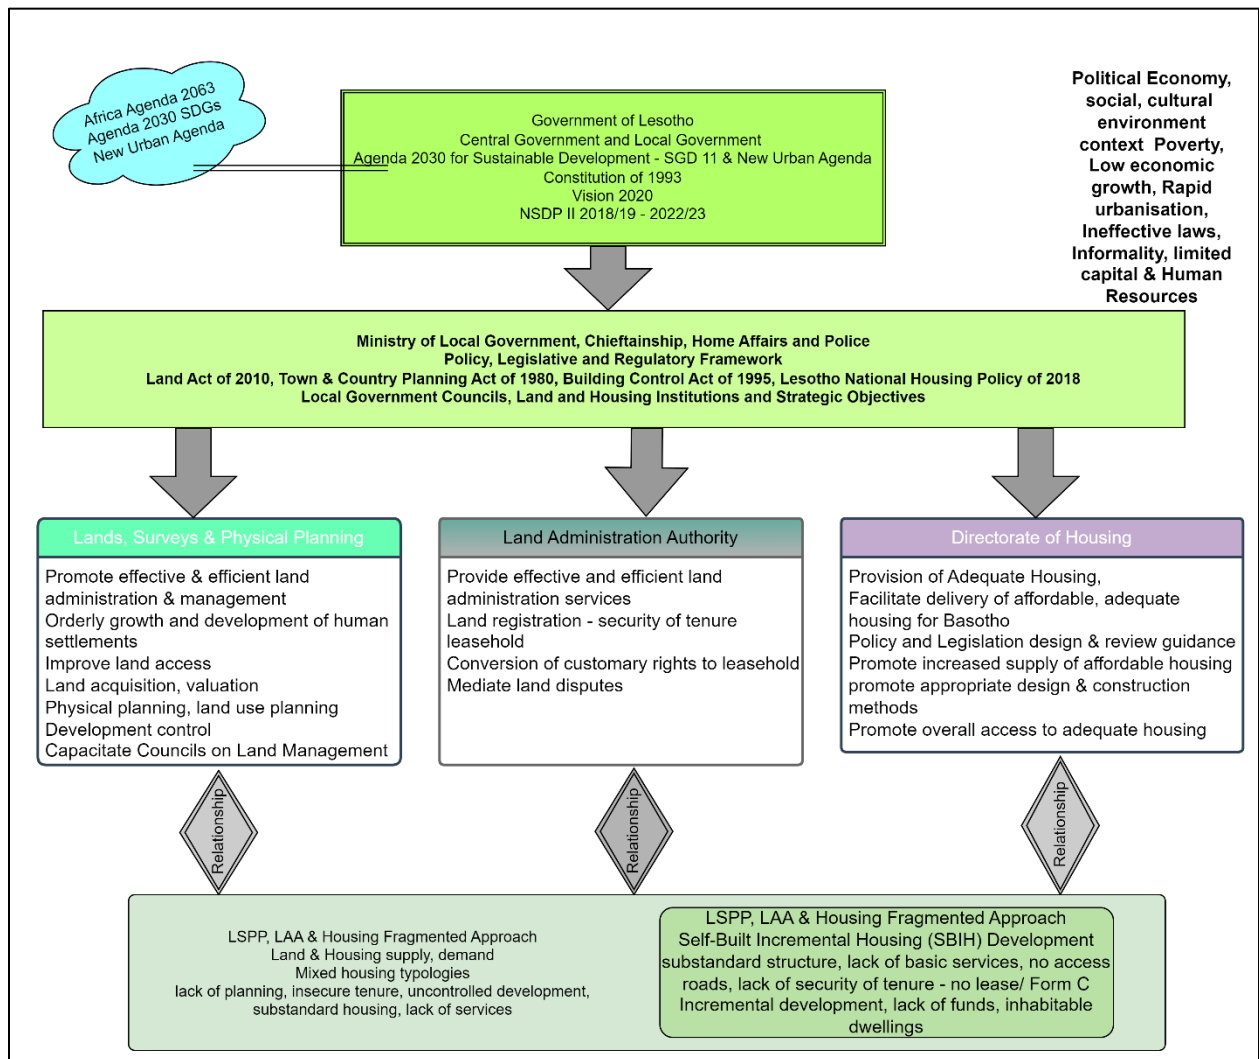 Africa Agenda 2063
Agenda 2030 SDGs
New Urban Agenda
Government of Lesotho
Central Government and Local Government
Agenda 2030 for Sustainable Development - SGD 11 & New Urban Agenda
Constitution of 1993
Vision 2020
NSDP II 2018/19 - 2022/23
Political Economy,
social, cultural
environment
context Poverty,
Low economic
growth, Rapid
urbanisation,
Ineffective laws,
Informality, limited
capital & Human
Resources
Ministry of Local Government, Chieftainship, Home Affairs and Police
Policy, Legislative and Regulatory Framework
Land Act of 2010, Town & Country Planning Act of 1980, Building Control Act of 1995, Lesotho National Housing Policy of 2018
Local Government Councils, Land and Housing Institutions and Strategic Objectives
Lands, Surveys & Physical Planning
Promote effective & efficient land
administration & management
Orderly growth and development of human
settlements
Improve land access
Land acquisition, valuation
Physical planning, land use planning
Development control
Capacitate Councils on Land Management
Land Administration Authority
Provide effective and efficient land
administration services
Land registration - security of tenure
leasehold
Conversion of customary rights to leasehold
Mediate land disputes
Directorate of Housing
Provision of Adequate Housing,
Facilitate delivery of affordable, adequate
housing for Basotho
Policy and Legislation design & review guidance
Promote increased supply of affordable housing
promote appropriate design & construction
methods
Promote overall access to adequate housing
Relationship
Relationship
Relationship
LSPP, LAA & Housing Fragmented Approach
Land & Housing supply, demand
Mixed housing typologies
lack of planning, insecure tenure, uncontrolled development,
substandard housing, lack of services
LSPP, LAA & Housing Fragmented Approach
Self-Built Incremental Housing (SBIH) Development
substandard structure, lack of basic services, no access
roads, lack of security of tenure - no lease/ Form C
Incremental development, lack of funds, inhabitable
dwellings